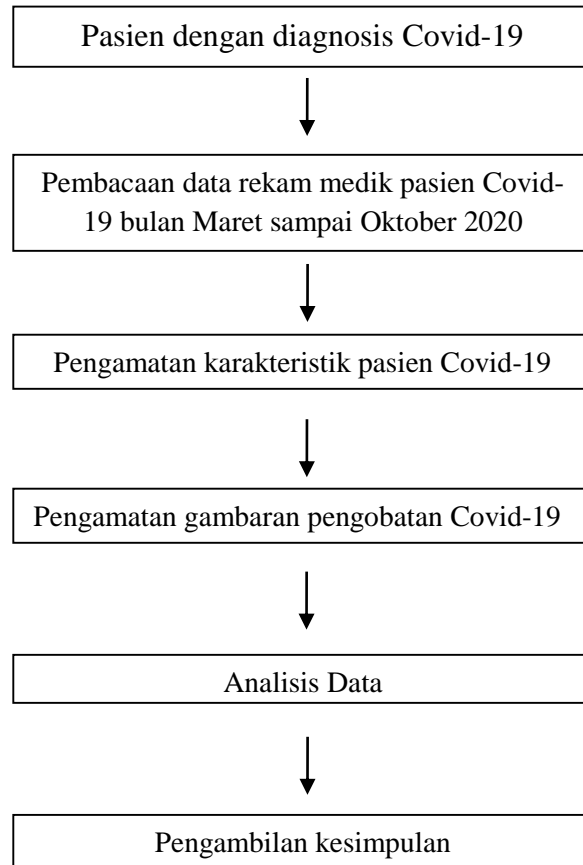 Pasien dengan diagnosis Covid-19
Pembacaan data rekam medik pasien Covid-
19 bulan Maret sampai Oktober 2020
Pengamatan karakteristik pasien Covid-19
Pengamatan gambaran pengobatan Covid-19
Analisis Data
Pengambilan kesimpulan